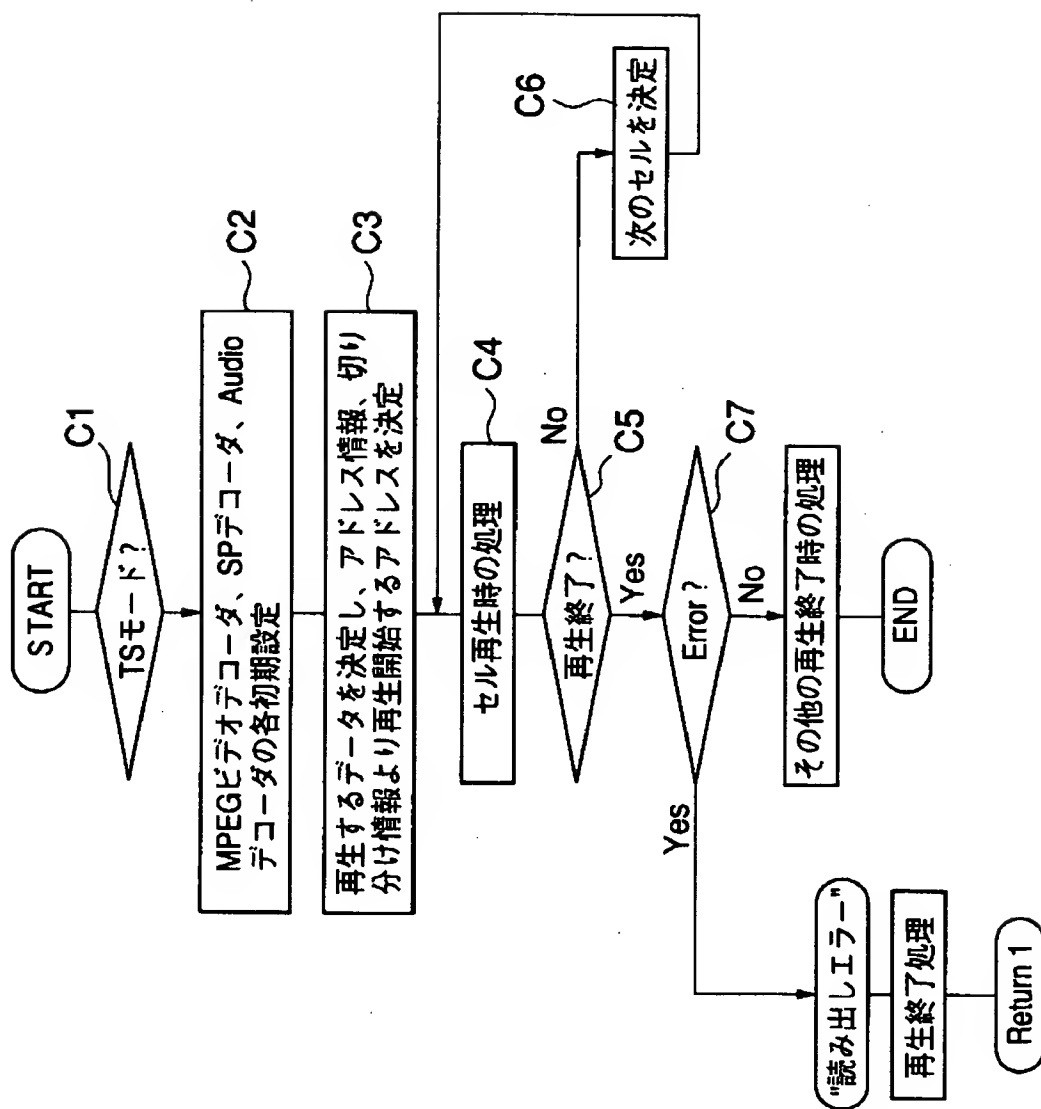 START
C1
TSモード?
C2
MPEGビデオデコーダ、SPデコーダ、Audio
デコーダの各初期設定
C3
再生するデータを決定し、アドレス情報、切り
分け情報より再生開始するアドレスを決定
C4
セル再生時の処理
C5
再生終了?
No
C6
次のセルを決定
Yes
C7
Error?
Yes
No
その他の再生終了時の処理
END
"読み出しエラー"
再生終了処理
Return 1